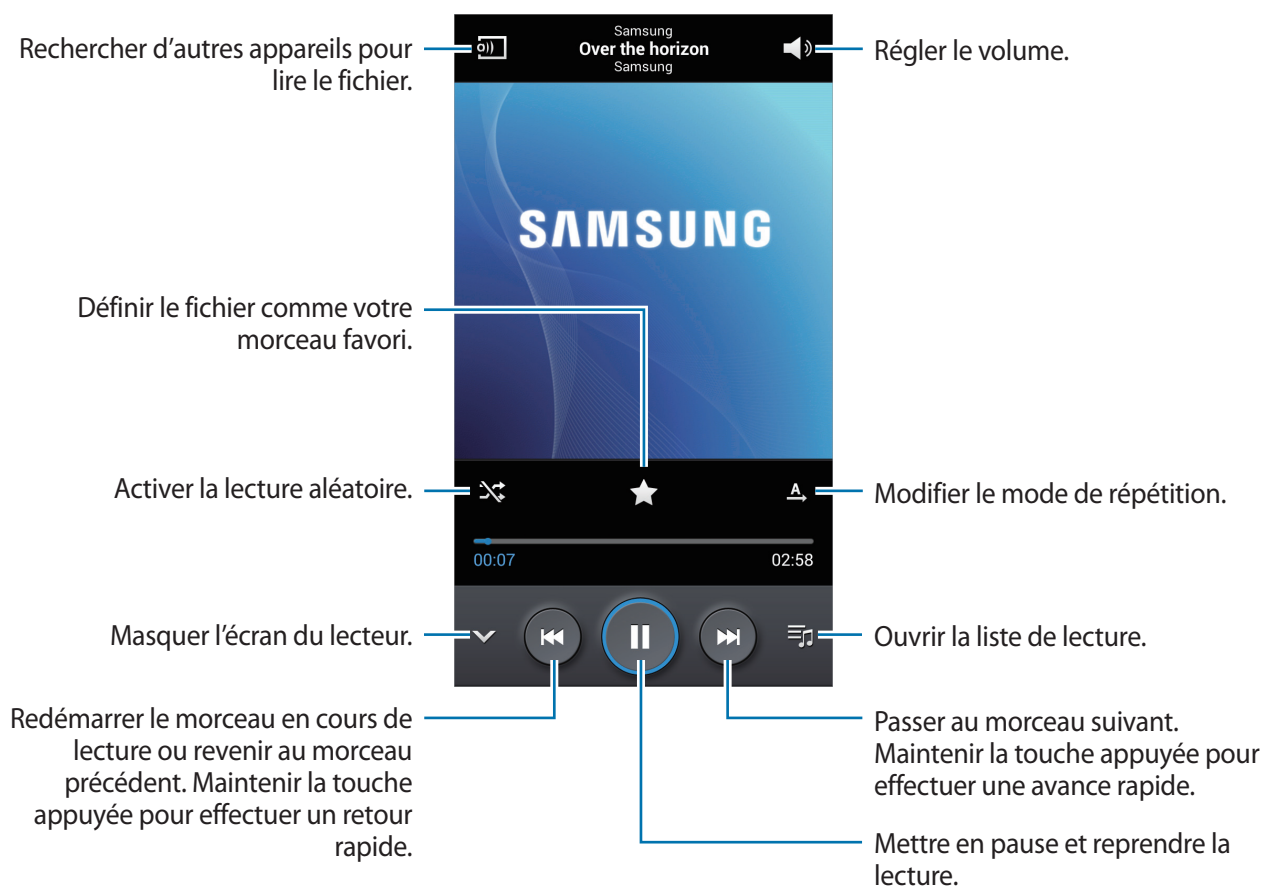 Rechercher d’autres appareils pour
lire le fichier.
Samsung
Over the horizon
Samsung
Régler le volume.
SAMSUNG
Définir le fichier comme votre
morceau favori.
Activer la lecture aléatoire.
A
Modifier le mode de répétition.
00:07
02:58
Masquer l’écran du lecteur.
Ouvrir la liste de lecture.
Redémarrer le morceau en cours de
lecture ou revenir au morceau
précédent. Maintenir la touche
appuyée pour effectuer un retour
rapide.
Passer au morceau suivant.
Maintenir la touche appuyée pour
effectuer une avance rapide.
Mettre en pause et reprendre la
lecture.